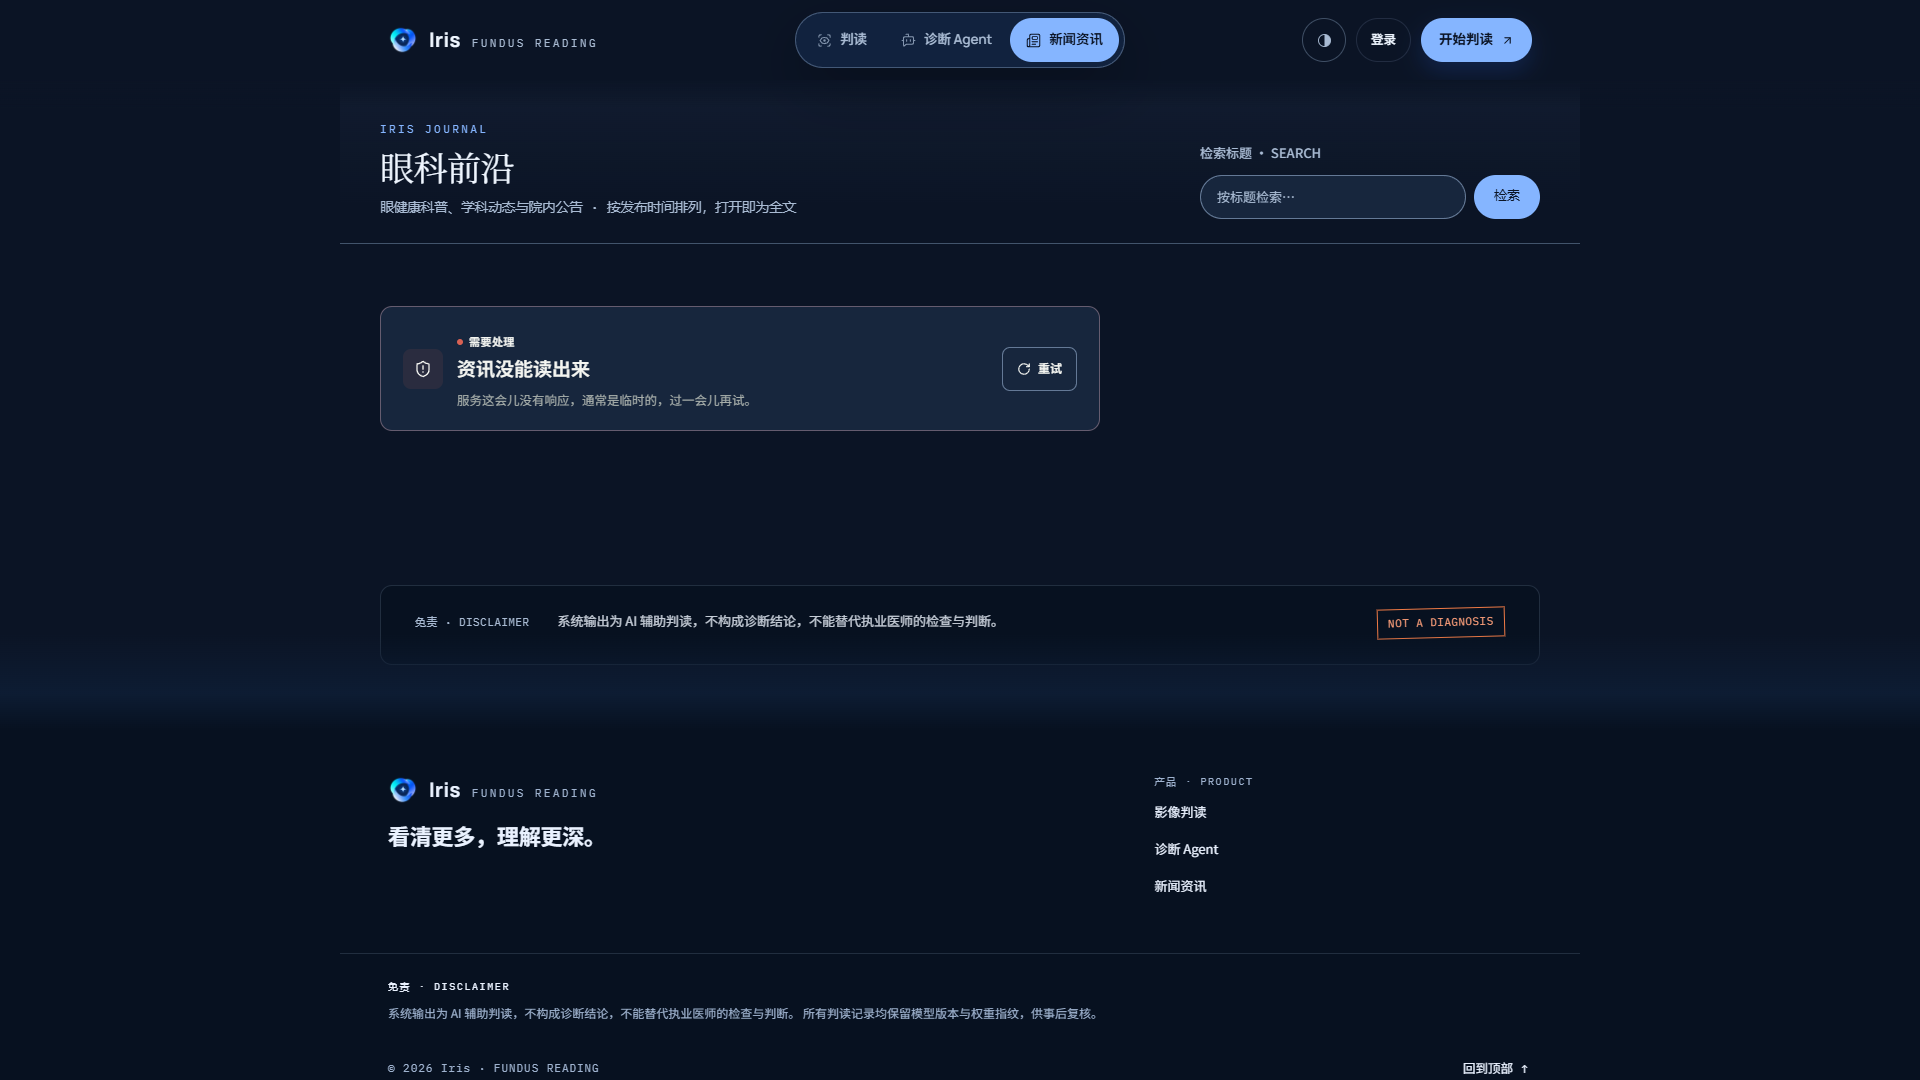 Iris FUNDUS READING
判读
诊断 Agent
新闻资讯
登录
开始判读
IRIS JOURNAL
眼科前沿
眼健康科普、学科动态与院内公告 · 按发布时间排列，打开即为全文
检索标题 · SEARCH
按标题检索…
检索
需要处理
资讯没能读出来
服务这会儿没有响应，通常是临时的，过一会儿再试。
重试
免责 · DISCLAIMER
系统输出为 AI 辅助判读，不构成诊断结论，不能替代执业医师的检查与判断。
NOT A DIAGNOSIS
Iris FUNDUS READING
看清更多，理解更深。
产品 · PRODUCT
影像判读
诊断 Agent
新闻资讯
免责 · DISCLAIMER
系统输出为 AI 辅助判读，不构成诊断结论，不能替代执业医师的检查与判断。 所有判读记录均保留模型版本与权重指纹，供事后复核。
© 2026 Iris · FUNDUS READING
回到顶部 ↑